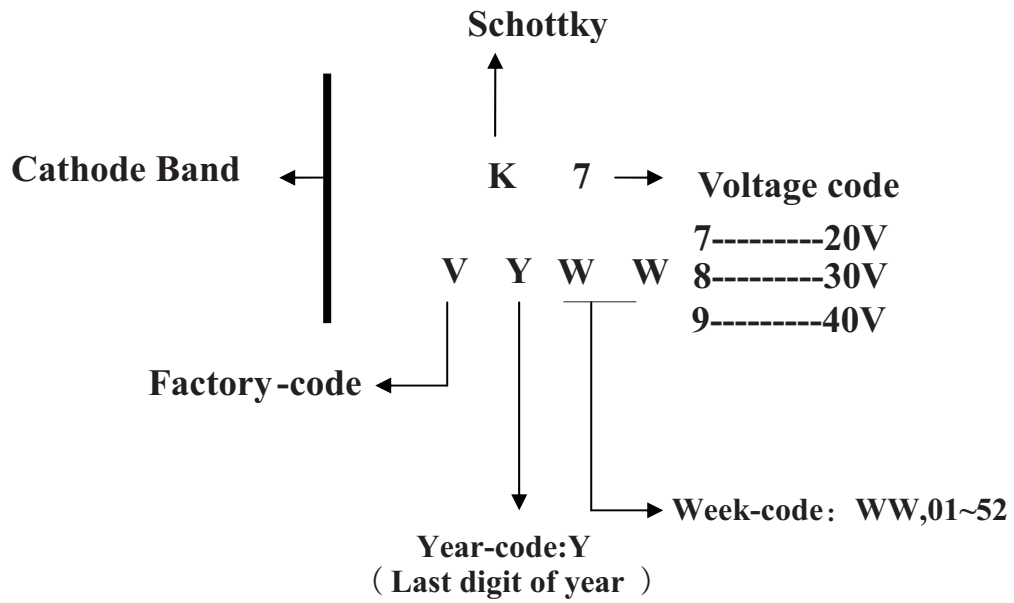 Schottky
Cathode Band
K 7
Voltage code
7---------20V
V Y W W
8---------30V
9---------40V
Factory-code
Week-code：WW,01~52
Year-code:Y
（Last digit of year ）